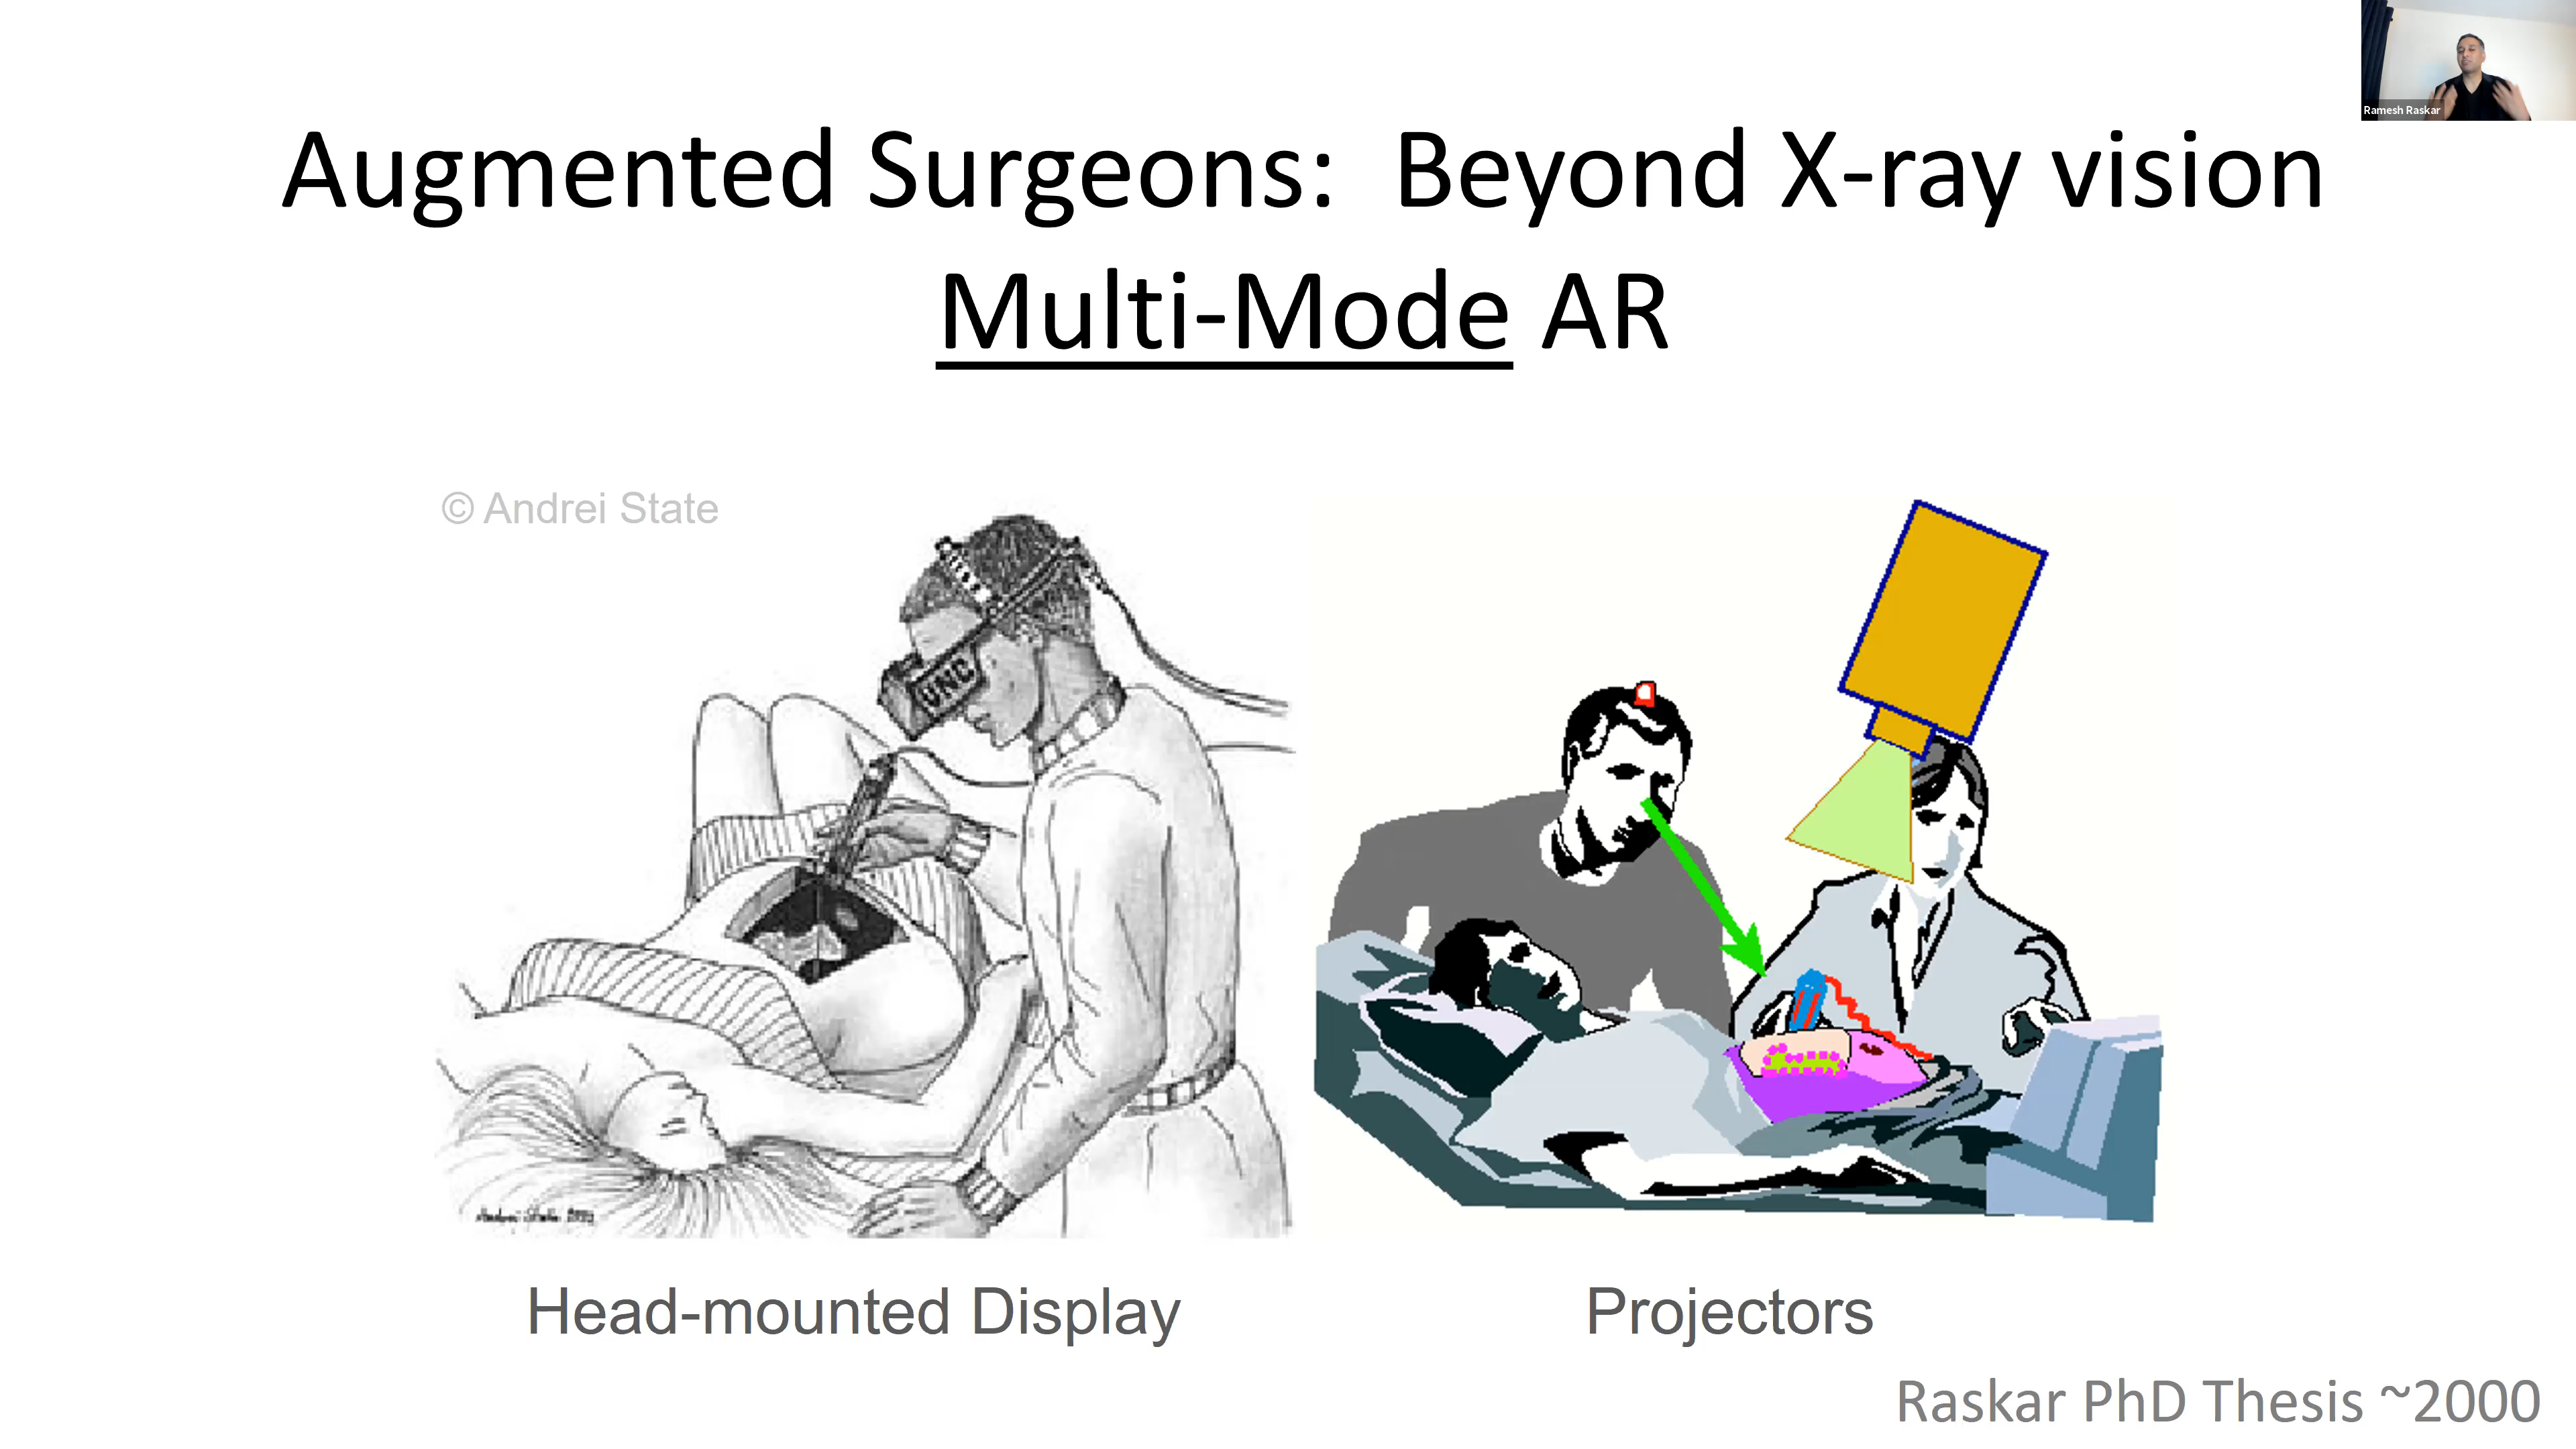 Ramesh Raskar
Augmented Surgeons: Beyond X-ray vision
Multi-Mode AR
© Andrei State
UNC
Head-mounted Display
Projectors
Raskar PhD Thesis ~2000